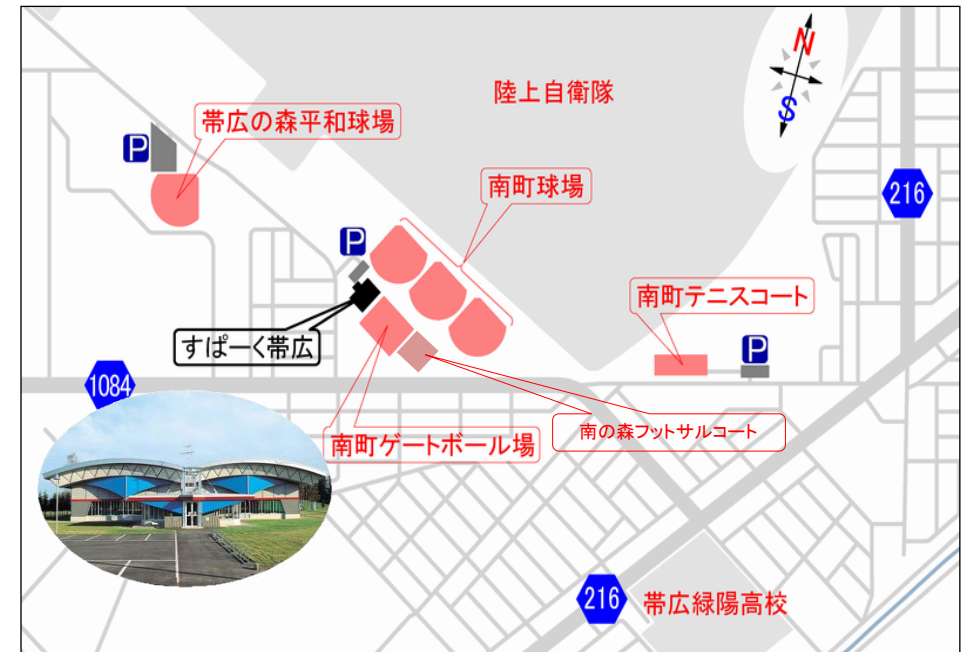 N
S
陸上自衛隊
帯広の森平和球場
P
216
南町球場
P
南町テニスコート
すぱーく帯広
P
1084
南の森フットサルコート
南町ゲートボール場
216
帯広緑陽高校